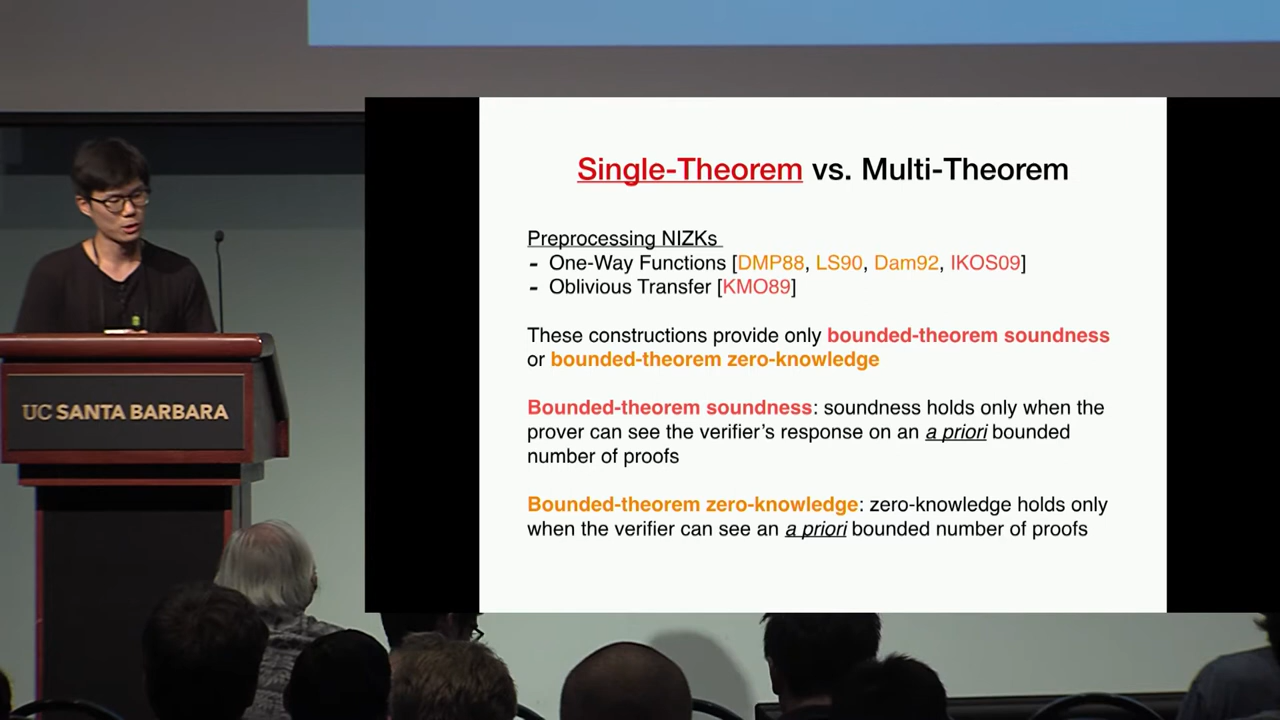 Single-Theorem vs. Multi-Theorem
Preprocessing NIZKs
- One-Way Functions [DMP88, LS90, Dam92, IKOS09]
- Oblivious Transfer [KMO89]
These constructions provide only bounded-theorem soundness
or bounded-theorem zero-knowledge
Bounded-theorem soundness: soundness holds only when the
prover can see the verifier’s response on an a priori bounded
number of proofs
Bounded-theorem zero-knowledge: zero-knowledge holds only
when the verifier can see an a priori bounded number of proofs
UC SANTA BARBARA